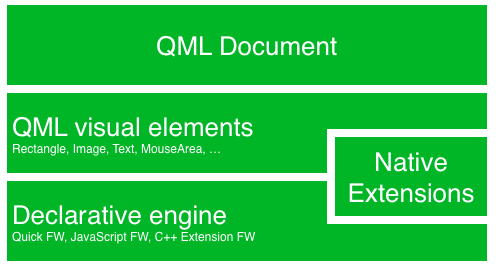 QML Document
QML visual elements
Rectangle, Image, Text, MouseArea, ...
Native
Extensions
Declarative engine
Quick FW, JavaScript FW, C++ Extension FW